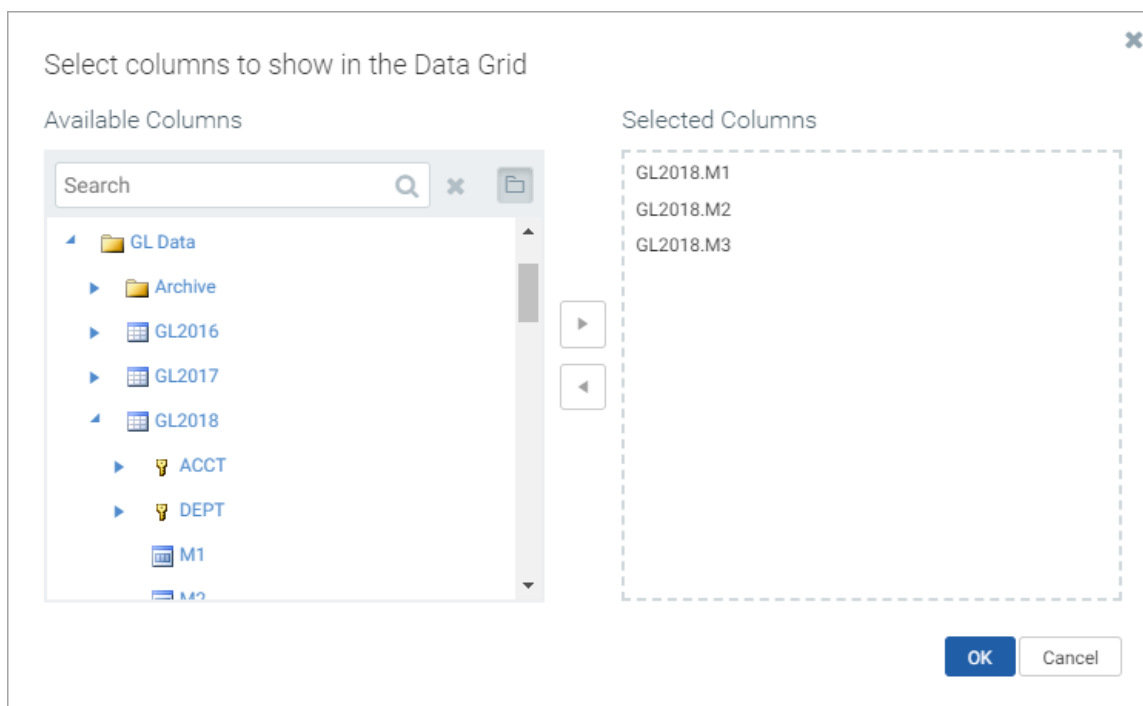 Select columns to show in the Data Grid
Available Columns
Search
GL Data
Archive
GL2016
GL2017
GL2018
ACCT
DEPT
M1
M2
Selected Columns
GL2018.M1
GL2018.M2
GL2018.M3
OK
Cancel